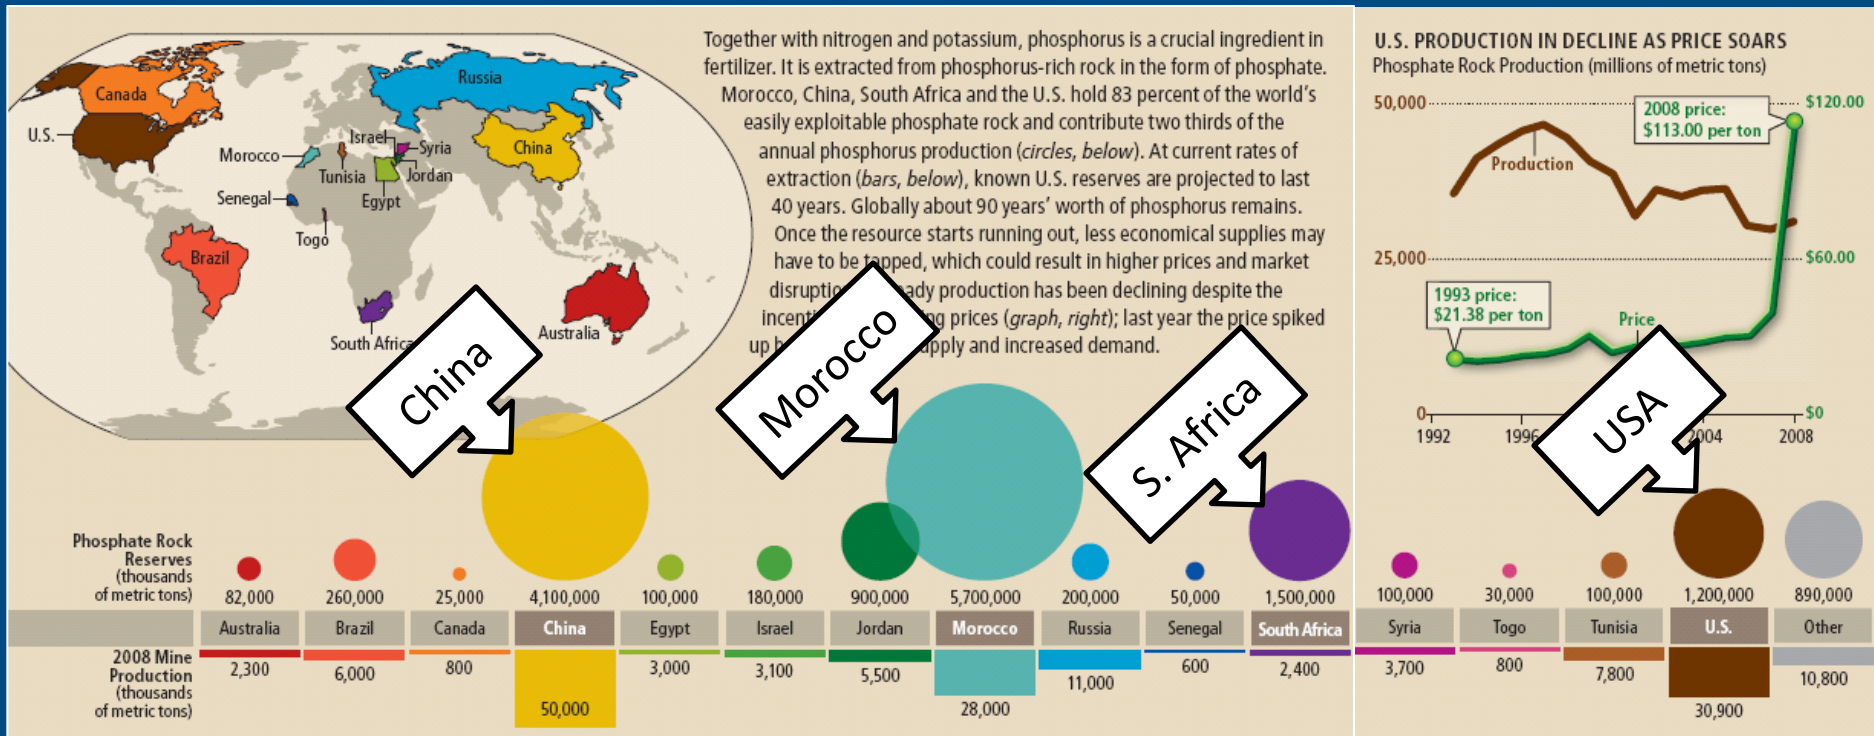 Canada
Russia
U.S.
Israel
Syria
China
Morocco
Tunisia
Jordan
Senegal
Egypt
Togo
Brazil
South Africa
Australia
Together with nitrogen and potassium, phosphorus is a crucial ingredient in
fertilizer. It is extracted from phosphorus-rich rock in the form of phosphate.
Morocco, China, South Africa and the U.S. hold 83 percent of the world's
easily exploitable phosphate rock and contribute two thirds of the
annual phosphorus production (circles, below). At current rates of
extraction (bars, below), known U.S. reserves are projected to last
40 years. Globally about 90 years' worth of phosphorus remains.
Once the resource starts running out, less economical supplies may
have to be tapped, which could result in higher prices and market
production has been declining despite the
prices (graph, right); last year the price spiked
up and increased demand.
U.S. PRODUCTION IN DECLINE AS PRICE SOARS
Phosphate Rock Production (millions of metric tons)
50,000
$120.00
2008 price:
$113.00 per ton
Production
25,000
$60.00
1993 price:
$21.38 per ton
Price
0
$0
1992
1996
2004
2008
China
Morocco
S. Africa
USA
Phosphate Rock
Reserves
(thousands
of metric tons)
82,000 260,000 25,000 4,100,000 100,000 180,000 900,000 5,700,000 200,000 50,000 1,500,000 100,000 30,000 100,000 1,200,000 890,000
Australia Brazil Canada China Egypt Israel Jordan Morocco Russia Senegal South Africa Syria Togo Tunisia U.S. Other
2008 Mine
Production
(thousands
of metric tons)
2,300 6,000 800 50,000 3,000 3,100 5,500 28,000 11,000 600 2,400 3,700 800 7,800 30,900 10,800